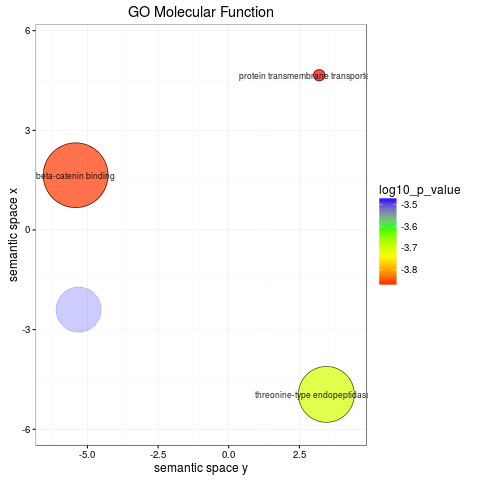 GO Molecular Function
6
3
0
-3
-6
semantic space x
protein transmembrane transporte
beta-catenin binding
threonine-type endopeptidas
-5.0
-2.5
0.0
2.5
semantic space y
log10_p_value
-3.5
-3.6
-3.7
-3.8